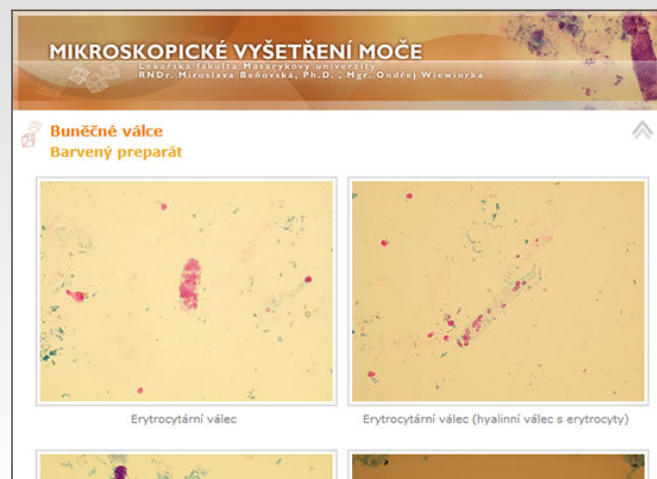 MIKROSKOPICKÉ VYŠETŘENÍ MOČE
Lékařská fakulta Masarykovy univerzity
RNDr. Miroslava Beňovská, Ph.D. , Mgr. Ondřej Wiewiorka
Buněčné válce
Barvený preparát
Erytrocytární válec
Erytrocytární válec (hyalinní válec s erytrocyty)